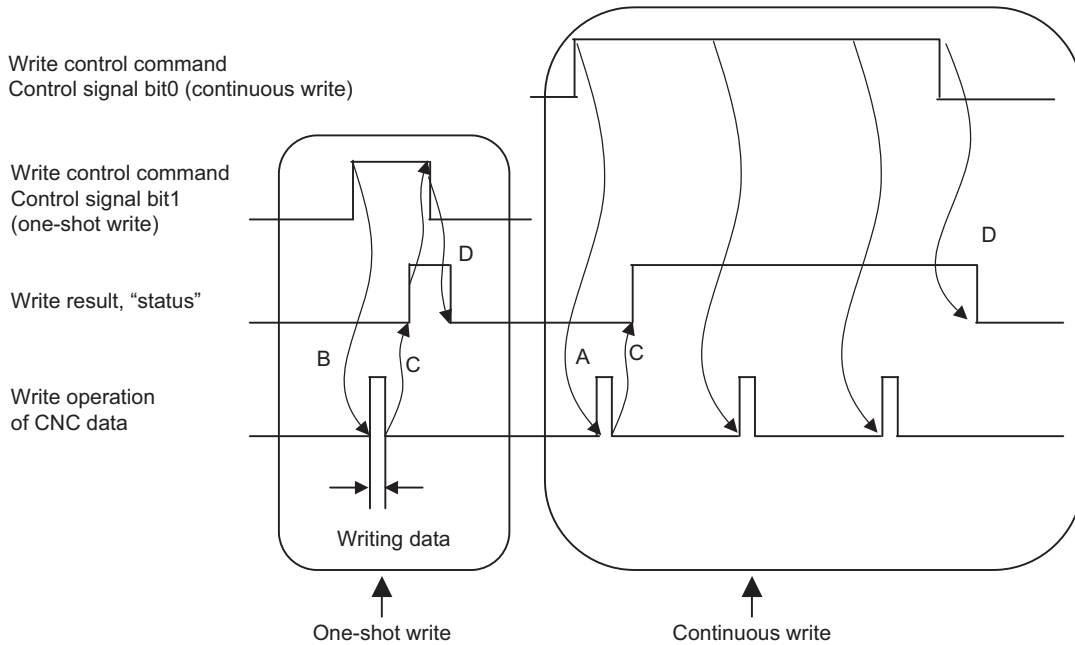 Write control command
Control signal bit0 (continuous write)
Write control command
Control signal bit1
(one-shot write)
D
D
Write result, “status”
B
C
A
C
Write operation
of CNC data
Writing data
One-shot write
Continuous write